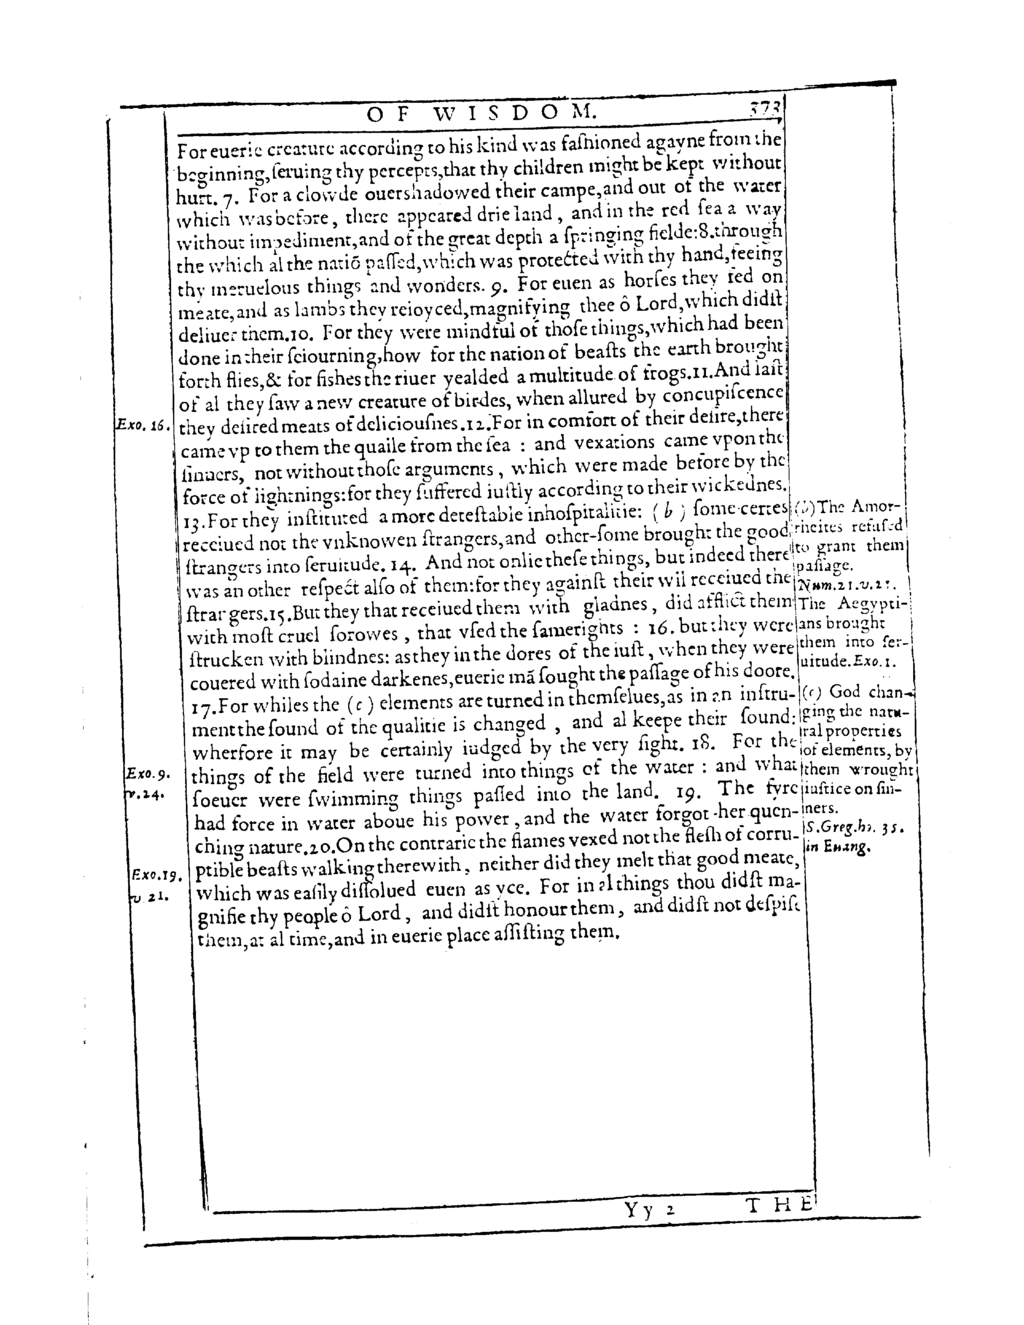 OF WISDOM. 373
For euerie creature according to his kind was faſhioned agayne from the
beginning, ſeruing thy percepts, that thy children might be kept without
hurt. 7. For a clowde ouershadowed their campe, and out of the water
which was before, there appeared drie land, and in the red ſea a way
without impediment, and of the great depth a ſpringing fielde: 8. through
the which al the natiō paſſed, which was protected with thy hand, ſeeing
thy meruelous things and wonders. 9. For euen as horſes they fed on
meate, and as lambs they reioyced, magnifying thee ô Lord, which didſt
deliuer them. 10. For they were mindful of thoſe things, which had been
done in their ſeiourning, how for the nation of beaſts the earth brought
forth flies, & for fishes the riuer yealded a multitude of frogs. 11. And laſt
of al they ſaw a new creature of birdes, when allured by concupiſcence
Exo. 16. they deſired meats of deliciouſnes. 12. For in comfort of their deſire, there
came vp to them the quaile from the ſea : and vexations came vpon the
ſinners, not without thoſe arguments, which were made before by the
force of lightnings: for they ſuffered iuſtly according to their wickednes.
13. For they inſtituted a more deteſtable inhoſpitalitie: (b) ſome certes
receiued not the vnknowen ſtrangers, and other-ſome brought the good
ſtrangers into ſeruitude. 14. And not onlie theſe things, but indeed there
was an other reſpect alſo of them: for they againſt their wil receiued the
ſtrangers. 15. But they that receiued them with gladnes, did afflict them
with moſt cruel ſorowes, that vſed the ſame rights : 16. but they were
ſtrucken with blindnes: as they in the dores of the iuſt, when they were
couered with ſodaine darkenes, euerie mā ſought the paſſage of his doore.
17. For whiles the (c) elements are turned in themſelues, as in an inſtru-
ment the ſound of the qualitie is changed, and al keepe their ſound:
wherfore it may be certainly iudged by the very ſight. 18. For the
Exo. 9. v. 24. things of the field were turned into things of the water : and what
ſoeuer were ſwimming things paſſed into the land. 19. The fyre
had force in water aboue his power, and the water forgot her quen-
ching nature. 20. On the contrarie the flames vexed not the fleſh of corru-
Exo. 19. v. 21. ptible beaſts walking therewith, neither did they melt that good meate,
which was eaſily diſſolued euen as yce. For in al things thou didſt ma-
gnifie thy people ô Lord, and didſt honour them, and didſt not deſpiſe
them, at al time, and in euerie place aſſiſting them.
(b) The Amor-
rheites refuſed
to grant them
paſſage.
Num. 21. v. 21.
The Aegypti-
ans brought
them into ſer-
uitude. Exo. 1.
(c) God chan-
ging the natu-
ral properties
of elements, by
them wrought
iuſtice on ſin-
ners.
S. Greg. ho. 35.
in Euang.
Yy 2 THE